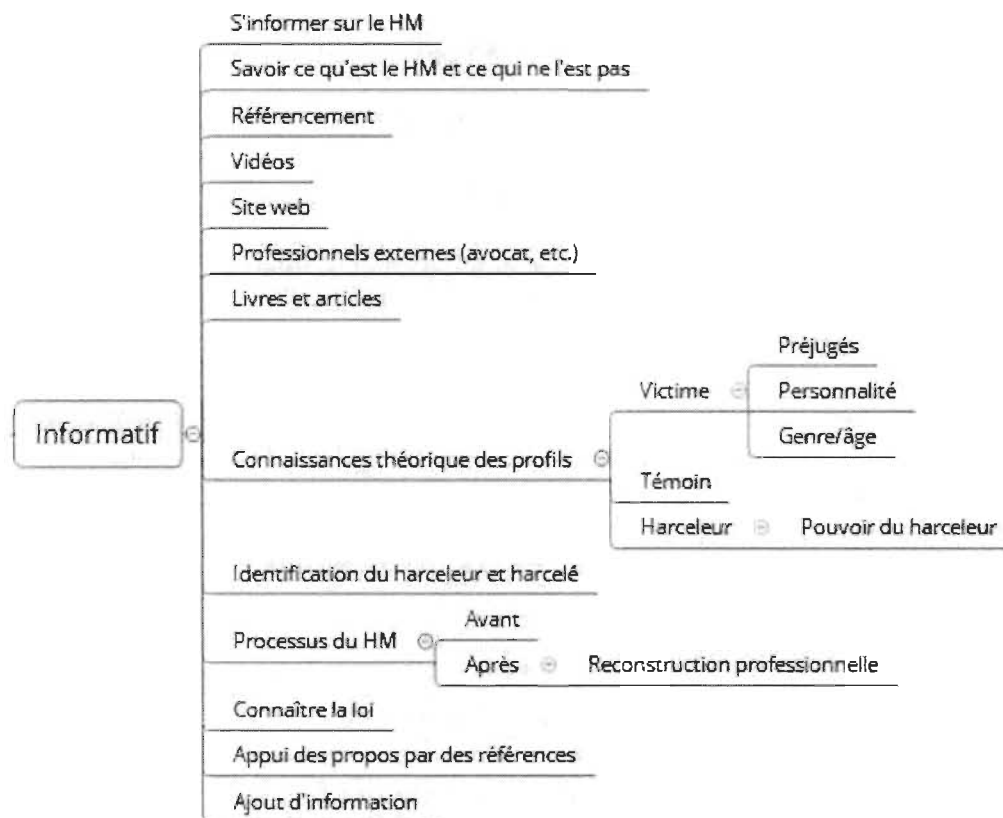 S'informer sur le HM
Savoir ce qu'est le HM et ce qui ne l'est pas
Référencement
Vidéos
Site web
Professionnels externes (avocat, etc.)
Livres et articles
Informatif
Connaissances théorique des profils
Victime
Préjugés
Personnalité
Genre/âge
Témoin
Harceleur
Pouvoir du harceleur
Identification du harceleur et harcelé
Processus du HM
Avant
Après
Reconstruction professionnelle
Connaître la loi
Appui des propos par des références
Ajout d'information